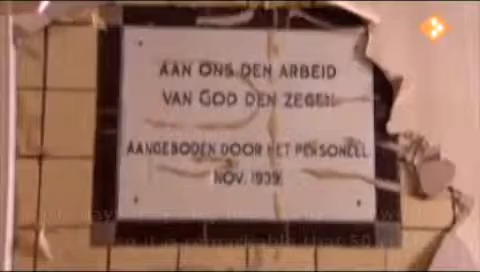 AAN ONS DEN ARBEID
VAN GOD DEN ZEGEN
AANGEBODEN DOOR HET PERSONEEL
NOV. 1939